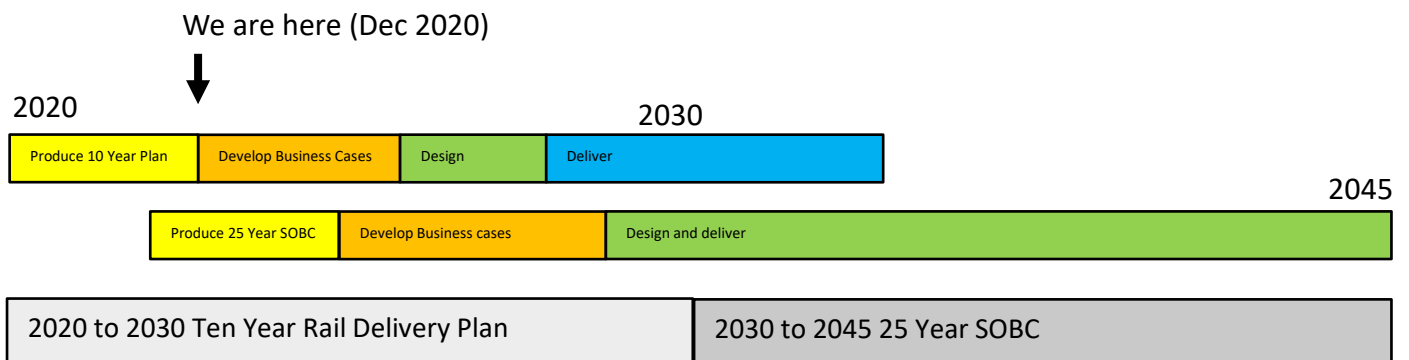 We are here (Dec 2020)
2020
2030
Produce 10 Year Plan
Develop Business Cases
Design
Deliver
2045
Produce 25 Year SOBC
Develop Business cases
Design and deliver
2020 to 2030 Ten Year Rail Delivery Plan
2030 to 2045 25 Year SOBC